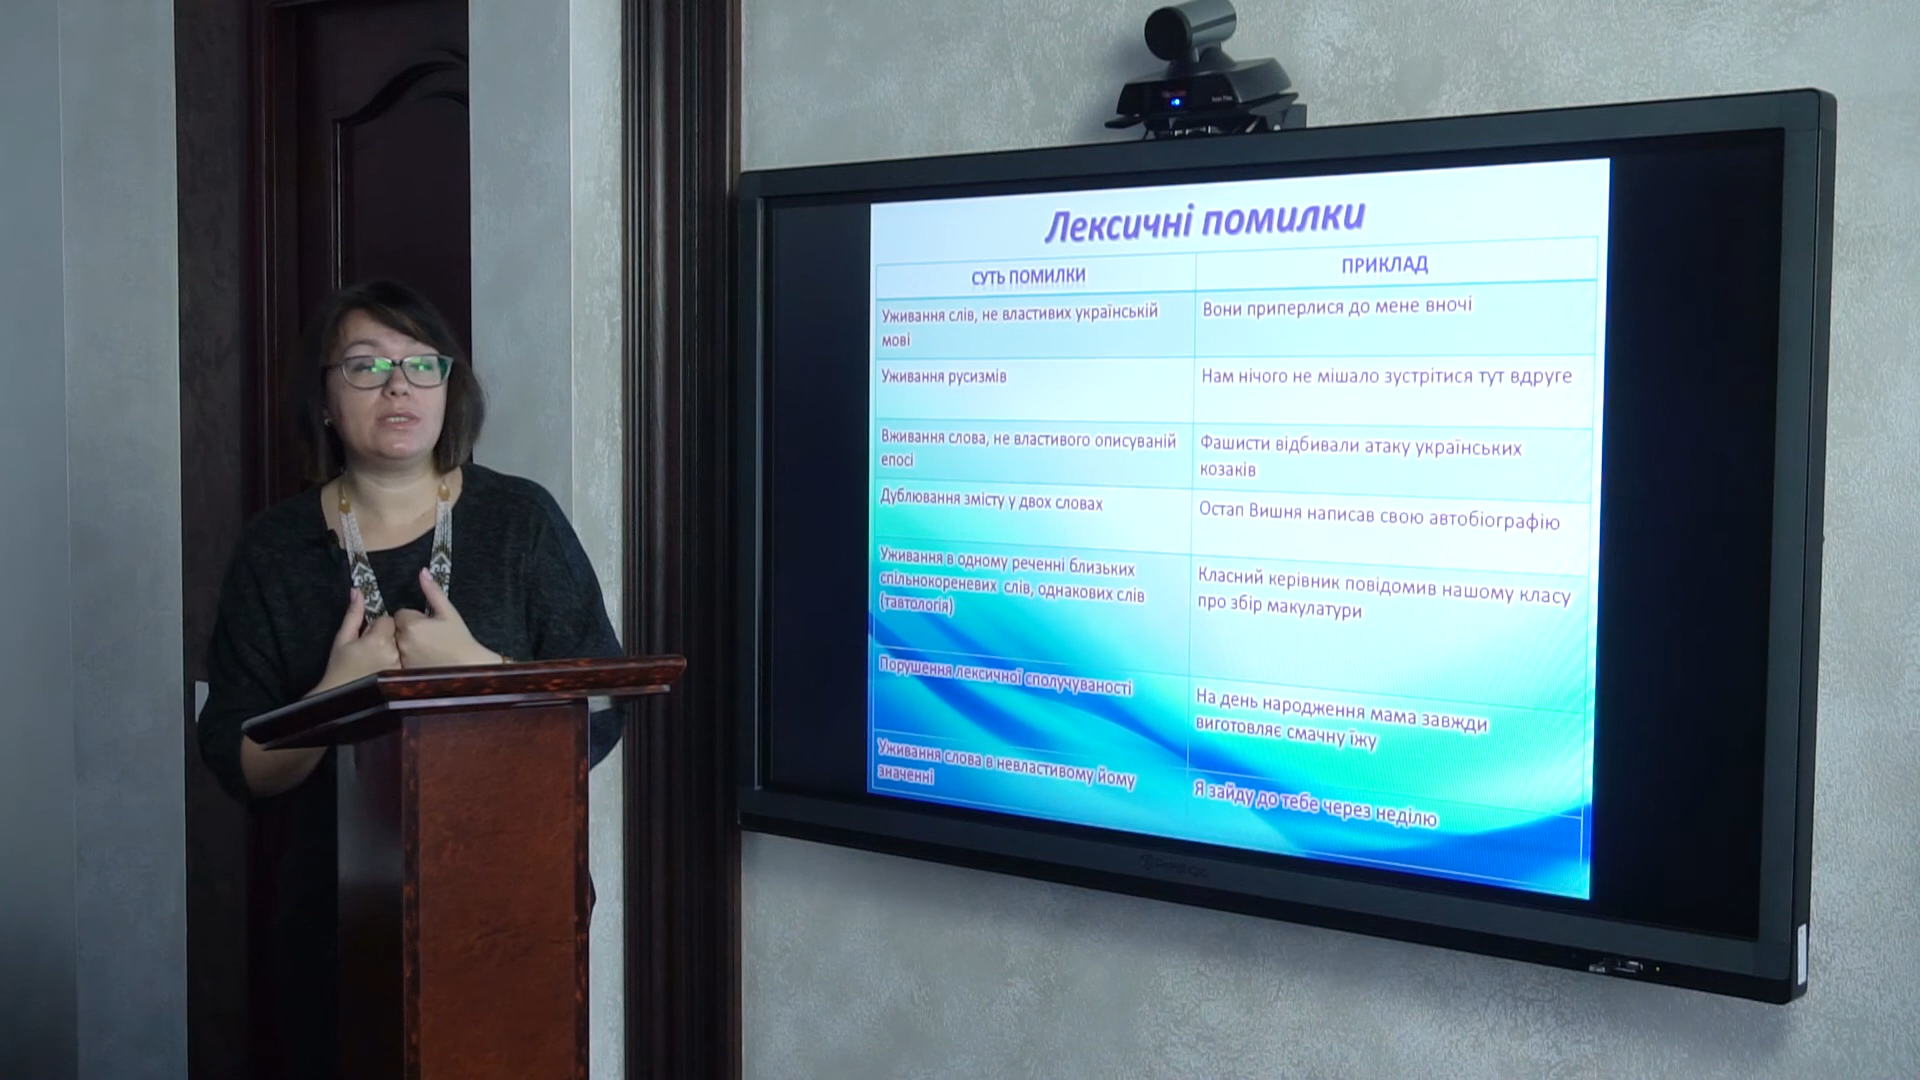 Лексичні помилки
СУТЬ ПОМИЛКИ
ПРИКЛАД
Уживання слів, не властивих українській
мові
Вони приперлися до мене вночі
Уживання русизмів
Нам нічого не мішало зустрітися тут вдруге
Вживання слова, не властивого описуваній
епосі
Фашисти відбивали атаку українських
козаків
Дублювання змісту у двох словах
Остап Вишня написав свою автобіографію
Уживання в одному реченні близьких
спільнокореневих слів, однакових слів
(тавтологія)
Класний керівник повідомив нашому класу
про збір макулатури
Порушення лексичної сполучуваності
На день народження мама завжди
виготовляє смачну їжу
Уживання слова в невластивому йому
значенні
Я зайду до тебе через неділю